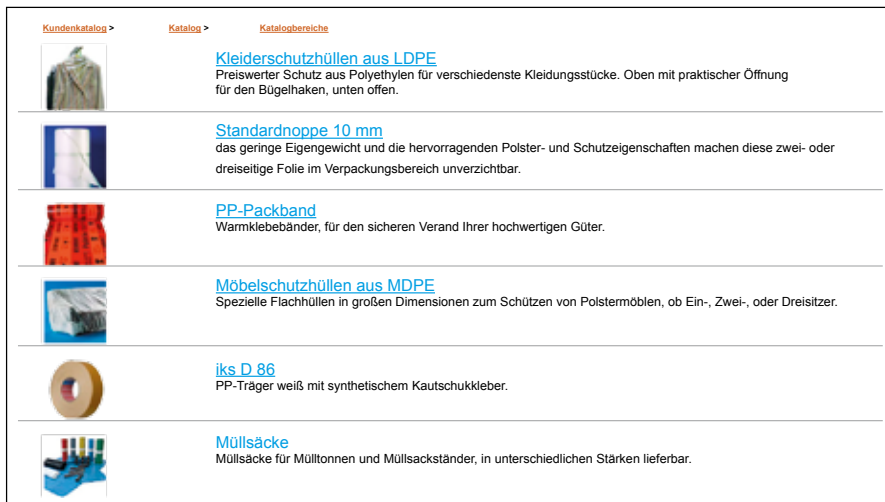 Kundenkatalog > Katalog > Katalogbereiche
Kleiderschutzhüllen aus LDPE
Preiswerter Schutz aus Polyethylen für verschiedenste Kleidungsstücke. Oben mit praktischer Öffnung
für den Bügelhaken, unten offen.
Standardnoppe 10 mm
das geringe Eigengewicht und die hervorragenden Polster- und Schutzeigenschaften machen diese zwei- oder
dreiseitige Folie im Verpackungsbereich unverzichtbar.
PP-Packband
Warmklebebänder, für den sicheren Verand Ihrer hochwertigen Güter.
Möbelschutzhüllen aus MDPE
Spezielle Flachhüllen in großen Dimensionen zum Schützen von Polstermöblen, ob Ein-, Zwei-, oder Dreisitzer.
iks D 86
PP-Träger weiß mit synthetischem Kautschukkleber.
Müllsäcke
Müllsäcke für Mülltonnen und Müllsackständer, in unterschiedlichen Stärken lieferbar.